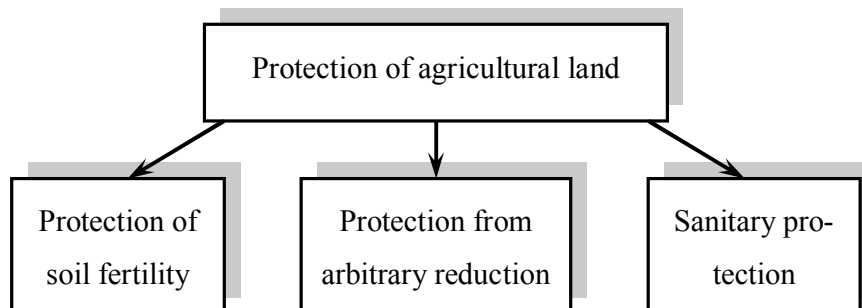 Protection of agricultural land
Protection of
soil fertility
Protection from
arbitrary reduction
Sanitary pro-
tection